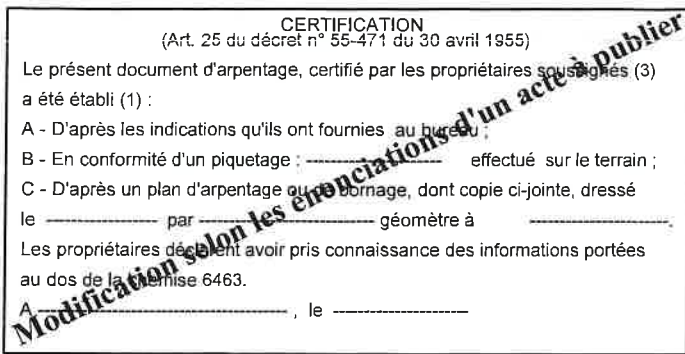 CERTIFICATION
(Art. 25 du décret n° 55-471 du 30 avril 1955)
Le présent document d'arpentage, certifié par les propriétaires soussignés (3)
a été établi (1) :
A - D'après les indications qu'ils ont fournies au bureau ;
B - En conformité d'un piquetage : -------------------- effectué sur le terrain ;
C - D'après un plan d'arpentage ou de bornage, dont copie ci-jointe, dressé
le ---------------- par -------------------- géomètre à ----------------.
Les propriétaires déclarent avoir pris connaissance des informations portées
au dos de la chemise 6463.
A ------------------------------ , le ----------------
Modification selon les énonciations d'un acte à publier